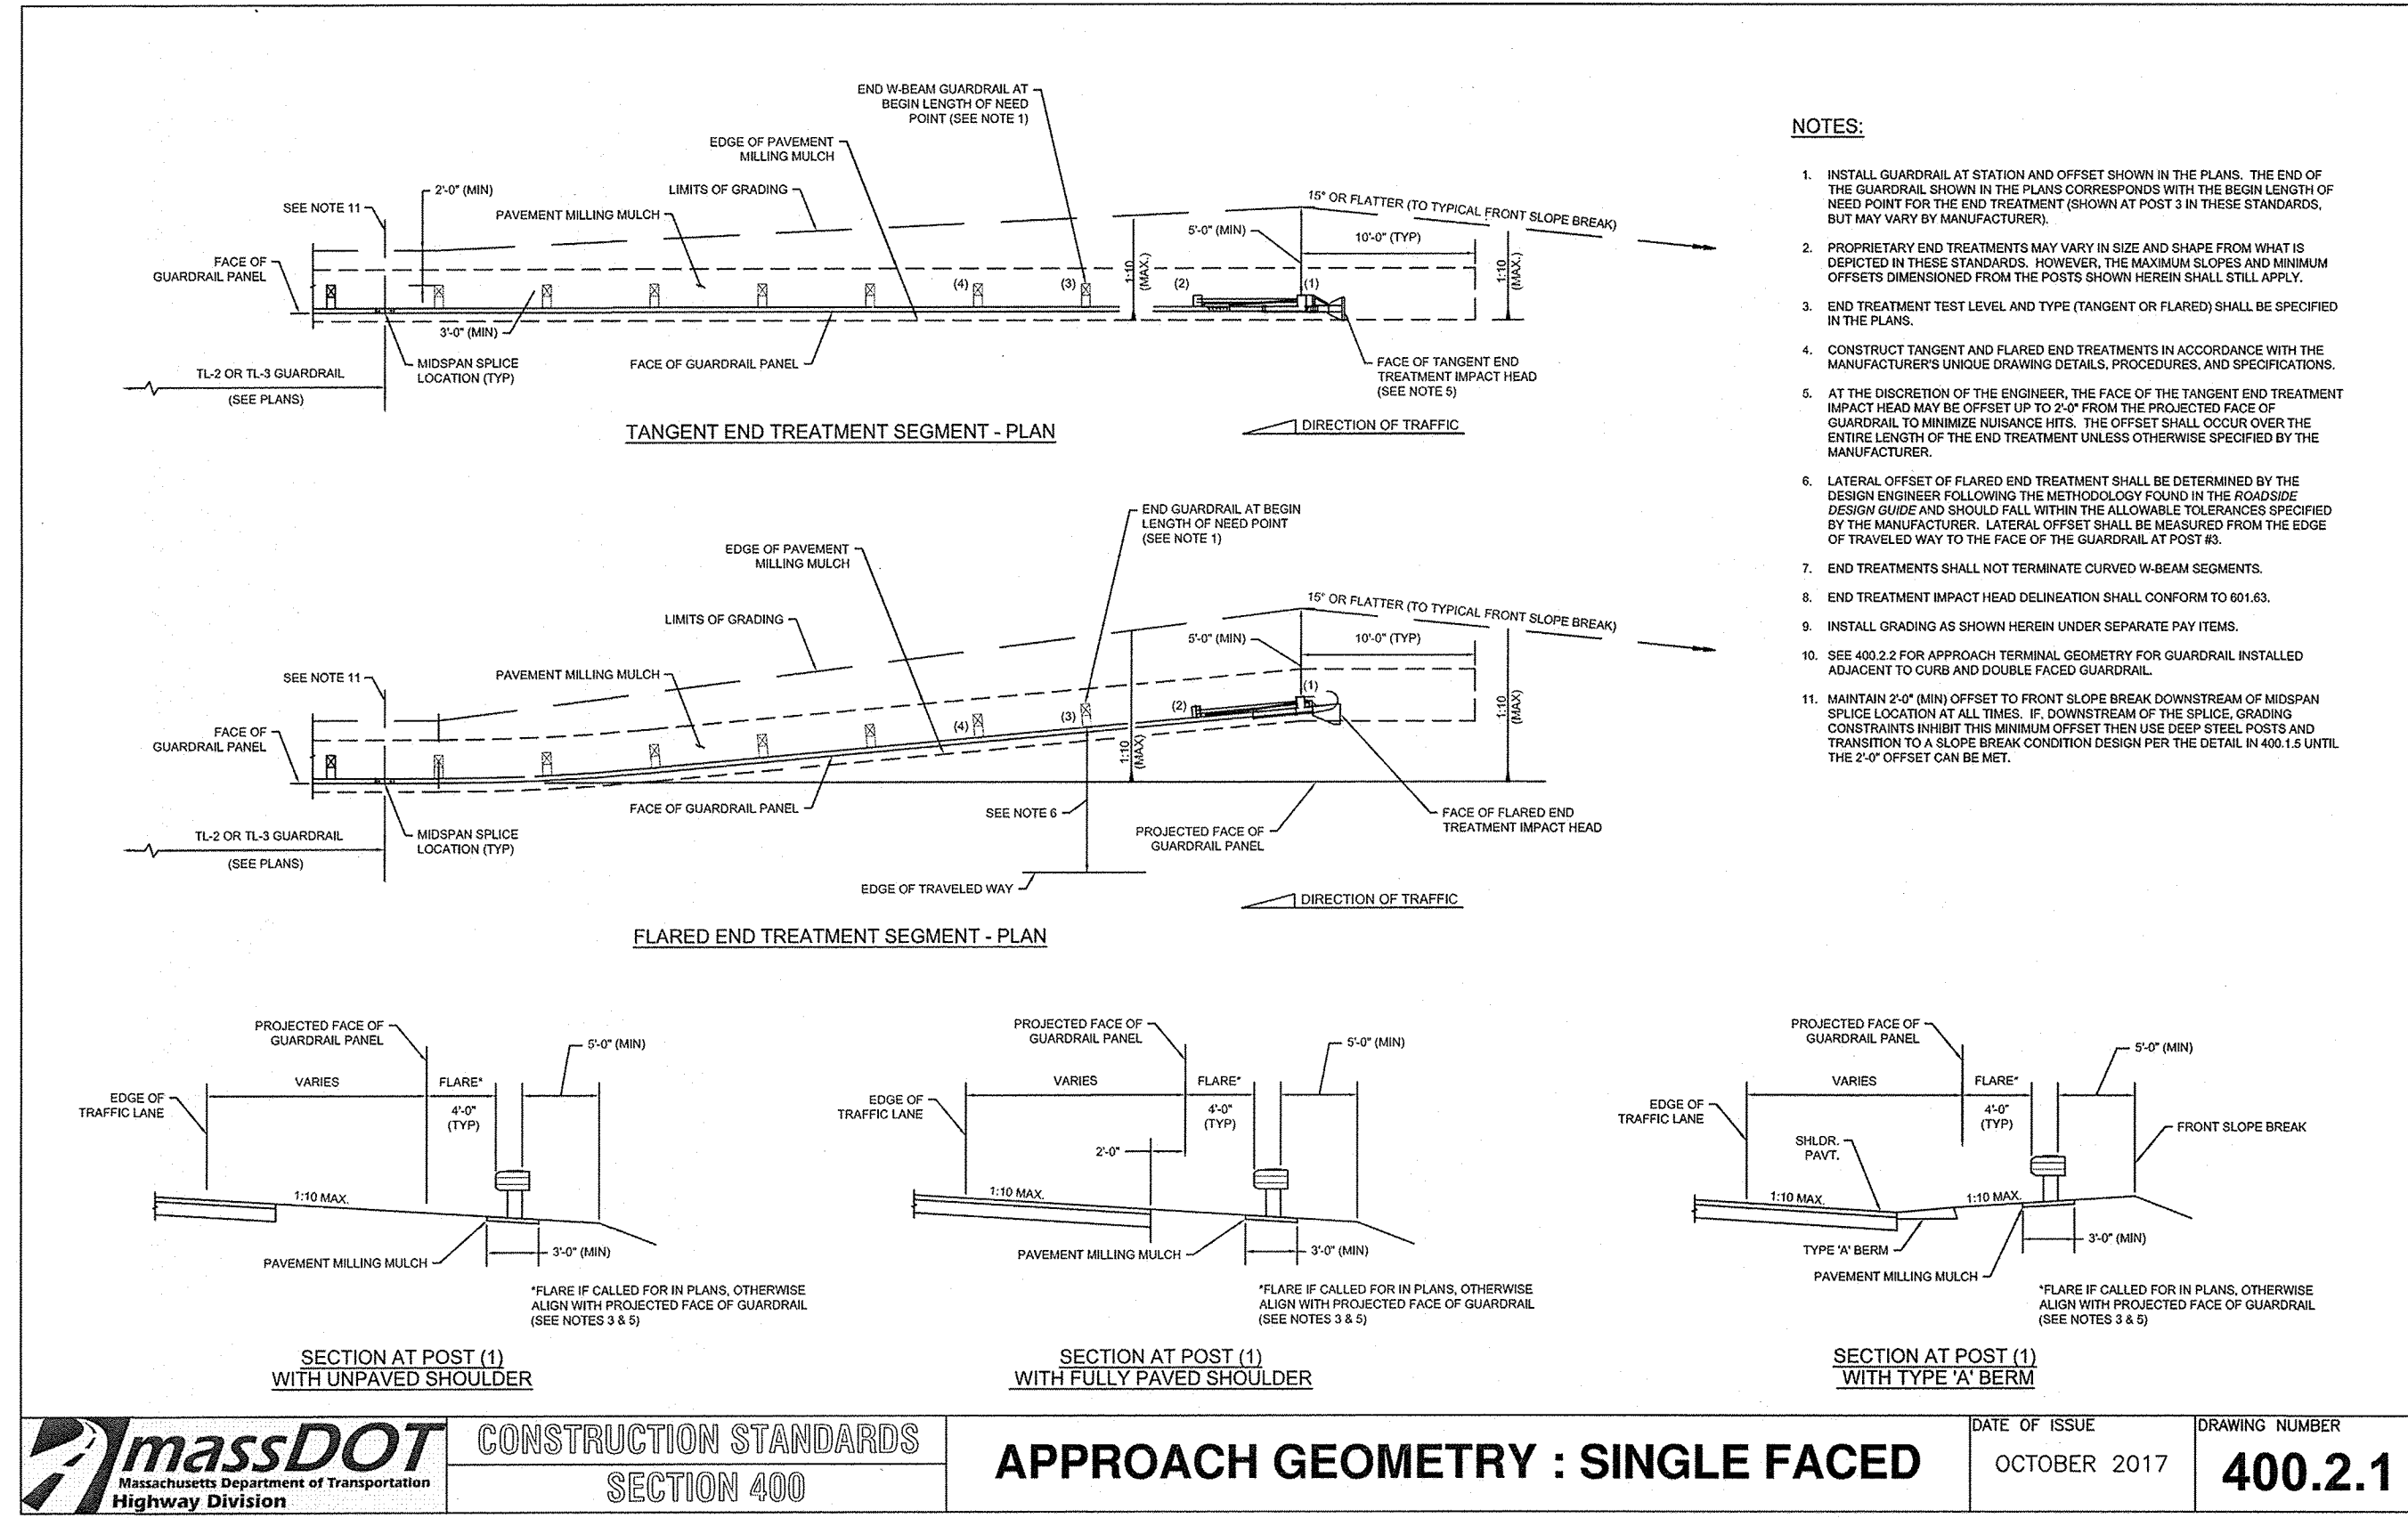 END W-BEAM GUARDRAIL AT
BEGIN LENGTH OF NEED
POINT (SEE NOTE 1)
EDGE OF PAVEMENT
MILLING MULCH
2'-0" (MIN)
LIMITS OF GRADING
SEE NOTE 11
PAVEMENT MILLING MULCH
15° OR FLATTER (TO TYPICAL FRONT SLOPE BREAK)
5'-0" (MIN)
10'-0" (TYP)
FACE OF
GUARDRAIL PANEL
1:10
(MAX.)
1:10
(MAX.)
(4)
(3)
(2)
(1)
3'-0" (MIN)
MIDSPAN SPLICE
LOCATION (TYP)
FACE OF GUARDRAIL PANEL
FACE OF TANGENT END
TREATMENT IMPACT HEAD
(SEE NOTE 5)
TL-2 OR TL-3 GUARDRAIL
(SEE PLANS)
TANGENT END TREATMENT SEGMENT - PLAN
DIRECTION OF TRAFFIC
END GUARDRAIL AT BEGIN
LENGTH OF NEED POINT
(SEE NOTE 1)
EDGE OF PAVEMENT
MILLING MULCH
LIMITS OF GRADING
15° OR FLATTER (TO TYPICAL FRONT SLOPE BREAK)
5'-0" (MIN)
10'-0" (TYP)
SEE NOTE 11
PAVEMENT MILLING MULCH
(4)
(3)
(2)
(1)
FACE OF
GUARDRAIL PANEL
1:10
(MAX)
1:10
(MAX)
FACE OF GUARDRAIL PANEL
SEE NOTE 6
PROJECTED FACE OF
GUARDRAIL PANEL
FACE OF FLARED END
TREATMENT IMPACT HEAD
TL-2 OR TL-3 GUARDRAIL
(SEE PLANS)
MIDSPAN SPLICE
LOCATION (TYP)
EDGE OF TRAVELED WAY
DIRECTION OF TRAFFIC
FLARED END TREATMENT SEGMENT - PLAN
NOTES:
1. INSTALL GUARDRAIL AT STATION AND OFFSET SHOWN IN THE PLANS. THE END OF
THE GUARDRAIL SHOWN IN THE PLANS CORRESPONDS WITH THE BEGIN LENGTH OF
NEED POINT FOR THE END TREATMENT (SHOWN AT POST 3 IN THESE STANDARDS,
BUT MAY VARY BY MANUFACTURER).
2. PROPRIETARY END TREATMENTS MAY VARY IN SIZE AND SHAPE FROM WHAT IS
DEPICTED IN THESE STANDARDS. HOWEVER, THE MAXIMUM SLOPES AND MINIMUM
OFFSETS DIMENSIONED FROM THE POSTS SHOWN HEREIN SHALL STILL APPLY.
3. END TREATMENT TEST LEVEL AND TYPE (TANGENT OR FLARED) SHALL BE SPECIFIED
IN THE PLANS.
4. CONSTRUCT TANGENT AND FLARED END TREATMENTS IN ACCORDANCE WITH THE
MANUFACTURER'S UNIQUE DRAWING DETAILS, PROCEDURES, AND SPECIFICATIONS.
5. AT THE DISCRETION OF THE ENGINEER, THE FACE OF THE TANGENT END TREATMENT
IMPACT HEAD MAY BE OFFSET UP TO 2'-0" FROM THE PROJECTED FACE OF
GUARDRAIL TO MINIMIZE NUISANCE HITS. THE OFFSET SHALL OCCUR OVER THE
ENTIRE LENGTH OF THE END TREATMENT UNLESS OTHERWISE SPECIFIED BY THE
MANUFACTURER.
6. LATERAL OFFSET OF FLARED END TREATMENT SHALL BE DETERMINED BY THE
DESIGN ENGINEER FOLLOWING THE METHODOLOGY FOUND IN THE ROADSIDE
DESIGN GUIDE AND SHOULD FALL WITHIN THE ALLOWABLE TOLERANCES SPECIFIED
BY THE MANUFACTURER. LATERAL OFFSET SHALL BE MEASURED FROM THE EDGE
OF TRAVELED WAY TO THE FACE OF THE GUARDRAIL AT POST #3.
7. END TREATMENTS SHALL NOT TERMINATE CURVED W-BEAM SEGMENTS.
8. END TREATMENT IMPACT HEAD DELINEATION SHALL CONFORM TO 601.63.
9. INSTALL GRADING AS SHOWN HEREIN UNDER SEPARATE PAY ITEMS.
10. SEE 400.2.2 FOR APPROACH TERMINAL GEOMETRY FOR GUARDRAIL INSTALLED
ADJACENT TO CURB AND DOUBLE FACED GUARDRAIL.
11. MAINTAIN 2'-0" (MIN) OFFSET TO FRONT SLOPE BREAK DOWNSTREAM OF MIDSPAN
SPLICE LOCATION AT ALL TIMES. IF, DOWNSTREAM OF THE SPLICE, GRADING
CONSTRAINTS INHIBIT THIS MINIMUM OFFSET THEN USE DEEP STEEL POSTS AND
TRANSITION TO A SLOPE BREAK CONDITION DESIGN PER THE DETAIL IN 400.1.5 UNTIL
THE 2'-0" OFFSET CAN BE MET.
PROJECTED FACE OF
GUARDRAIL PANEL
5'-0" (MIN)
VARIES
FLARE*
EDGE OF
TRAFFIC LANE
4'-0"
(TYP)
1:10 MAX.
PAVEMENT MILLING MULCH
3'-0" (MIN)
*FLARE IF CALLED FOR IN PLANS, OTHERWISE
ALIGN WITH PROJECTED FACE OF GUARDRAIL
(SEE NOTES 3 & 5)
SECTION AT POST (1)
WITH UNPAVED SHOULDER
PROJECTED FACE OF
GUARDRAIL PANEL
5'-0" (MIN)
VARIES
FLARE*
EDGE OF
TRAFFIC LANE
4'-0"
(TYP)
2'-0"
1:10 MAX.
PAVEMENT MILLING MULCH
3'-0" (MIN)
*FLARE IF CALLED FOR IN PLANS, OTHERWISE
ALIGN WITH PROJECTED FACE OF GUARDRAIL
(SEE NOTES 3 & 5)
SECTION AT POST (1)
WITH FULLY PAVED SHOULDER
PROJECTED FACE OF
GUARDRAIL PANEL
5'-0" (MIN)
VARIES
FLARE*
EDGE OF
TRAFFIC LANE
4'-0"
(TYP)
SHLDR.
PAVT.
FRONT SLOPE BREAK
1:10 MAX.
1:10 MAX.
TYPE 'A' BERM
3'-0" (MIN)
PAVEMENT MILLING MULCH
*FLARE IF CALLED FOR IN PLANS, OTHERWISE
ALIGN WITH PROJECTED FACE OF GUARDRAIL
(SEE NOTES 3 & 5)
SECTION AT POST (1)
WITH TYPE 'A' BERM
massDOT
Massachusetts Department of Transportation
Highway Division
CONSTRUCTION STANDARDS
SECTION 400
APPROACH GEOMETRY : SINGLE FACED
DATE OF ISSUE
OCTOBER 2017
DRAWING NUMBER
400.2.1